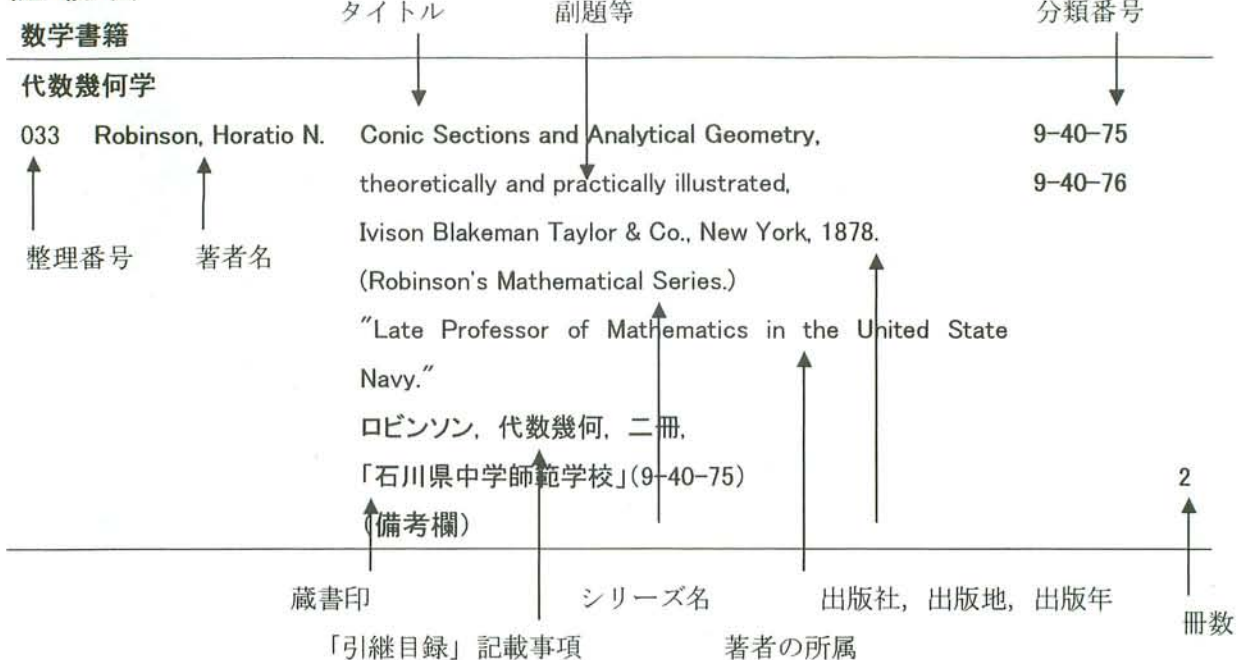 タイトル 副題等 分類番号
数学書籍
代数幾何学
033 Robinson, Horatio N. Conic Sections and Analytical Geometry, 9-40-75
theoretically and practically illustrated, 9-40-76
Ivison Blakeman Taylor & Co., New York, 1878.
整理番号 著者名
(Robinson's Mathematical Series.)
"Late Professor of Mathematics in the United State
Navy."
ロビンソン, 代数幾何, 二冊,
「石川県中学師範学校」(9-40-75) 2
(備考欄)
蔵書印 シリーズ名 出版社, 出版地, 出版年
冊数
「引継目録」記載事項 著者の所属